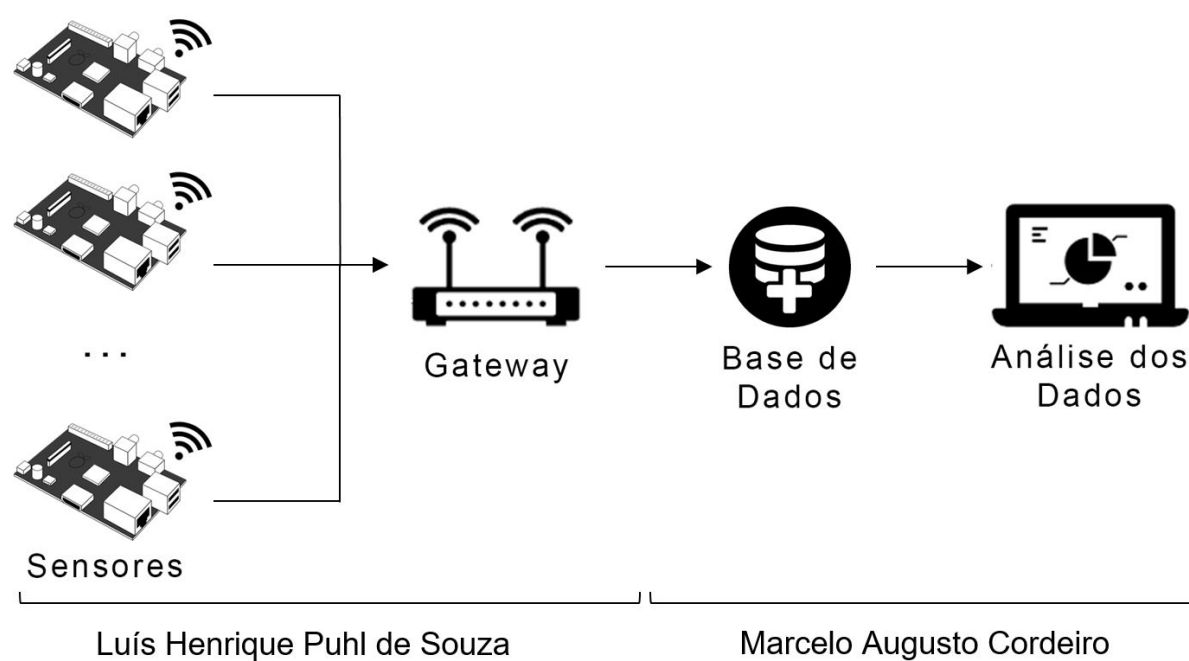 ...
Gateway
Base de
Dados
Análise dos
Dados
Sensores
Luís Henrique Puhl de Souza
Marcelo Augusto Cordeiro